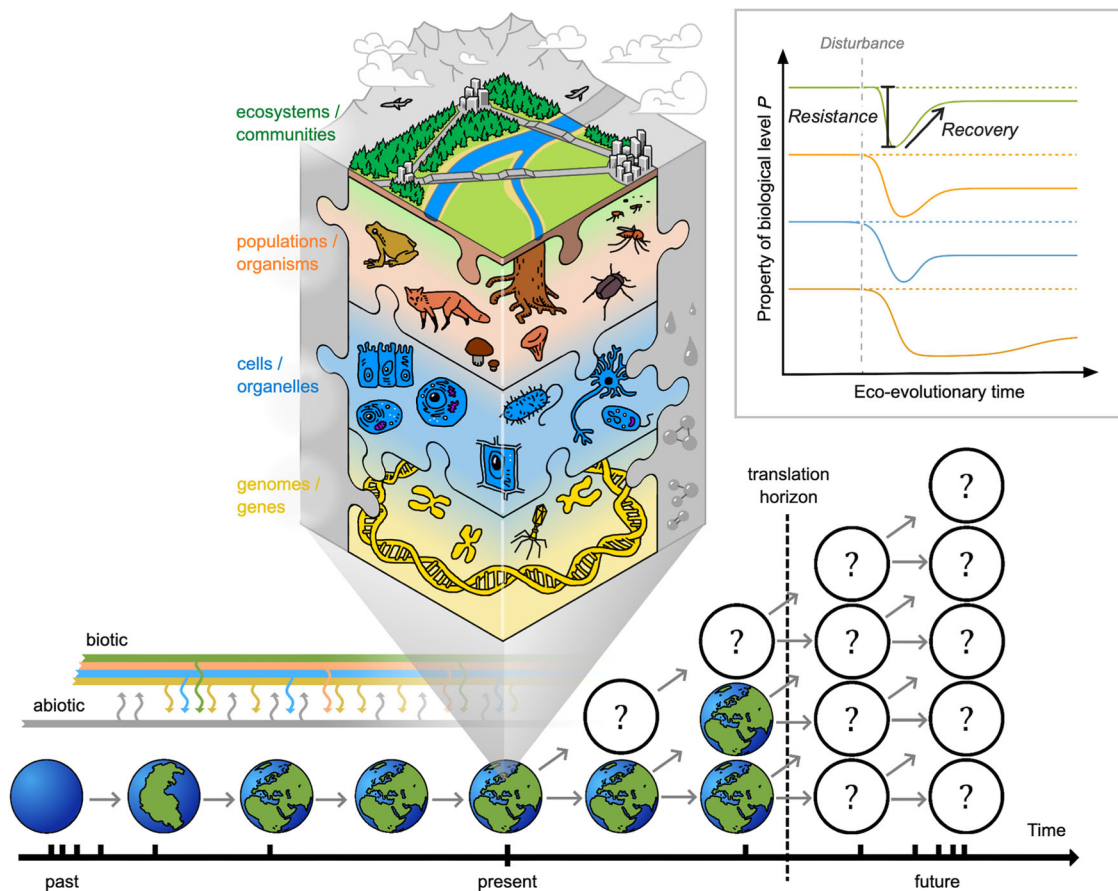 ecosystems /
communities
populations /
organisms
cells /
organelles
genomes /
genes
Disturbance
Resistance
Recovery
Property of biological level P
Eco-evolutionary time
translation
horizon
?
?
?
?
?
?
?
?
?
?
?
biotic
abiotic
Time
past
present
future